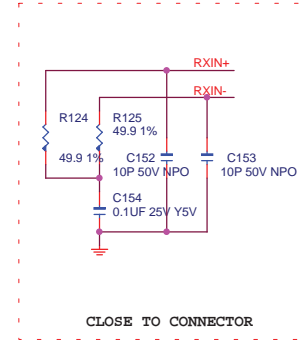 RXIN+
RXIN-
R124
R125
49.9 1%
49.9 1%
C152
10P 50V NPO
C153
10P 50V NPO
C154
0.1UF 25V Y5V
CLOSE TO CONNECTOR